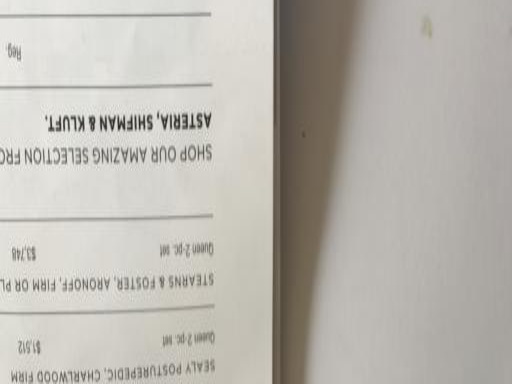 SEALY POSTUREPEDIC, CHARLWOOD FIRM
Queen 2-pc. set $1,512
STEARNS & FOSTER, ARONOFF, FIRM OR PL
Queen 2-pc. set $3,748
SHOP OUR AMAZING SELECTION FRO
ASTERIA, SHIFMAN & KLUFT.
Reg.